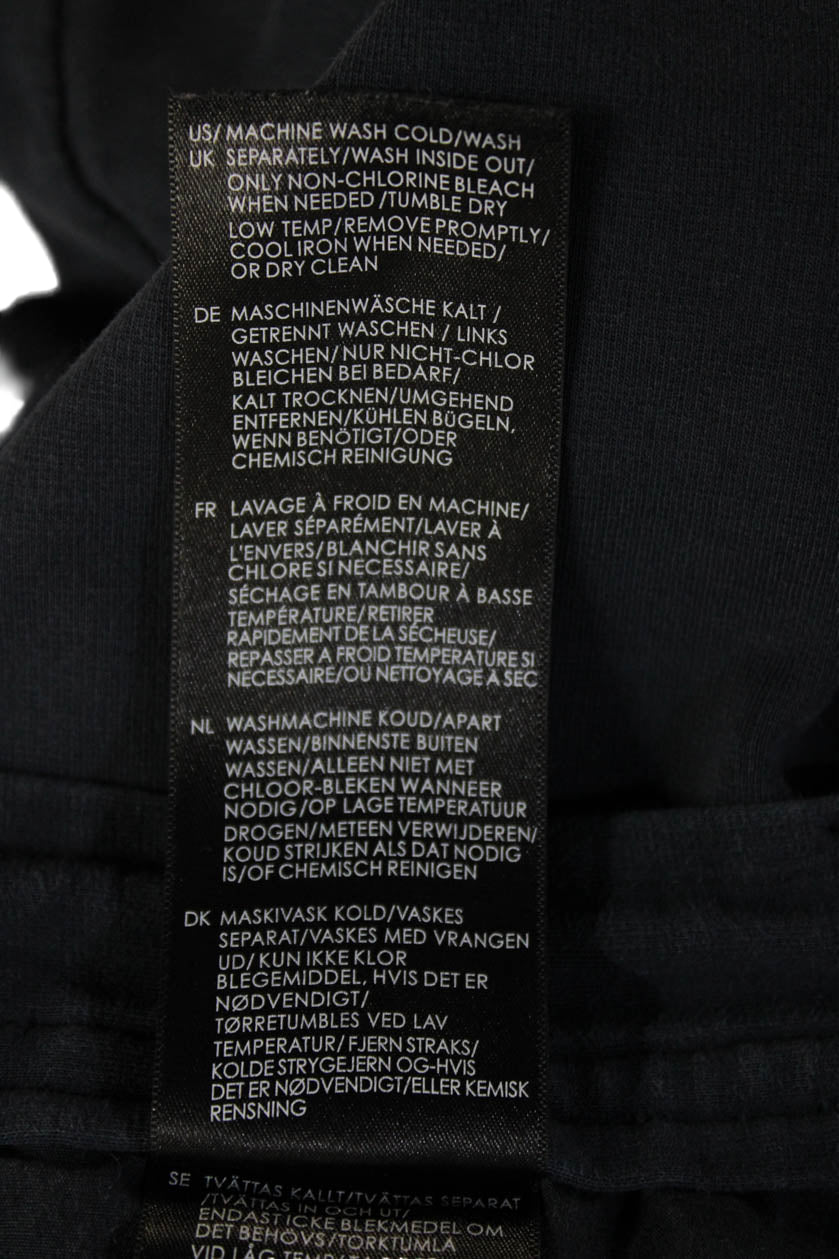 US/ MACHINE WASH COLD/WASH
UK SEPARATELY/WASH INSIDE OUT/
ONLY NON-CHLORINE BLEACH
WHEN NEEDED /TUMBLE DRY
LOW TEMP/REMOVE PROMPTLY/
COOL IRON WHEN NEEDED/
OR DRY CLEAN
DE MASCHINENWÄSCHE KALT /
GETRENNT WASCHEN / LINKS
WASCHEN/NUR NICHT-CHLOR
BLEICHEN BEI BEDARF/
KALT TROCKNEN/UMGEHEND
ENTFERNEN/KÜHLEN BÜGELN,
WENN BENÖTIGT/ODER
CHEMISCH REINIGUNG
FR LAVAGE À FROID EN MACHINE/
LAVER SÉPARÉMENT/LAVER À
L'ENVERS/BLANCHIR SANS
CHLORE SI NECESSAIRE/
SÉCHAGE EN TAMBOUR À BASSE
TEMPÉRATURE/RETIRER
RAPIDEMENT DE LA SÉCHEUSE/
REPASSER A FROID TEMPERATURE SI
NECESSAIRE/OU NETTOYAGE À SEC
NL WASHMACHINE KOUD/APART
WASSEN/BINNENSTE BUITEN
WASSEN/ALLEEN NIET MET
CHLOOR-BLEKEN WANNEER
NODIG/OP LAGE TEMPERATUUR
DROGEN/METEEN VERWIJDEREN/
KOUD STRIJKEN ALS DAT NODIG
IS/OF CHEMISCH REINIGEN
DK MASKIVASK KOLD/VASKES
SEPARAT/VASKES MED VRANGEN
UD/ KUN IKKE KLOR
BLEGEMIDDEL, HVIS DET ER
NØDVENDIGT/
TØRRETUMBLES VED LAV
TEMPERATUR/FJERN STRAKS/
KOLDE STRYGEJERN OG-HVIS
DET ER NØDVENDIGT/ELLER KEMISK
RENSNING
SE TVÄTTAS KALLT/TVÄTTAS SEPARAT
/TVÄTTAS IN OCH UT/
ENDAST ICKE BLEKMEDEL OM
DET BEHÖVS/TORKTUMLA
VID LÅG